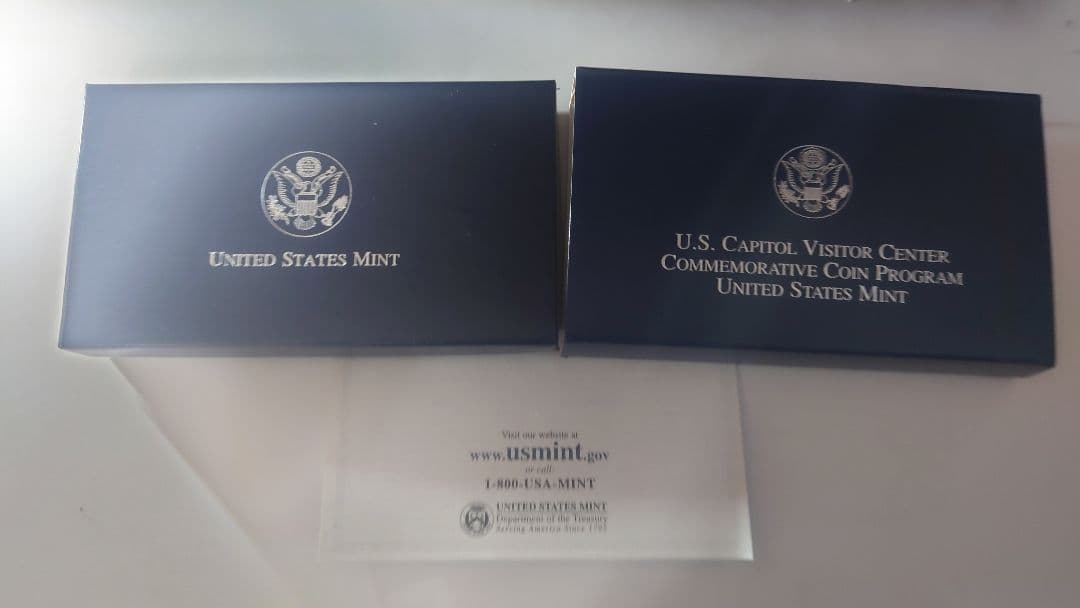 UNITED STATES MINT
U.S. CAPITOL VISITOR CENTER
COMMEMORATIVE COIN PROGRAM
UNITED STATES MINT
Visit our website at
www.usmint.gov
or call:
1-800-USA-MINT
UNITED STATES MINT
Department of the Treasury
Serving America Since 1792